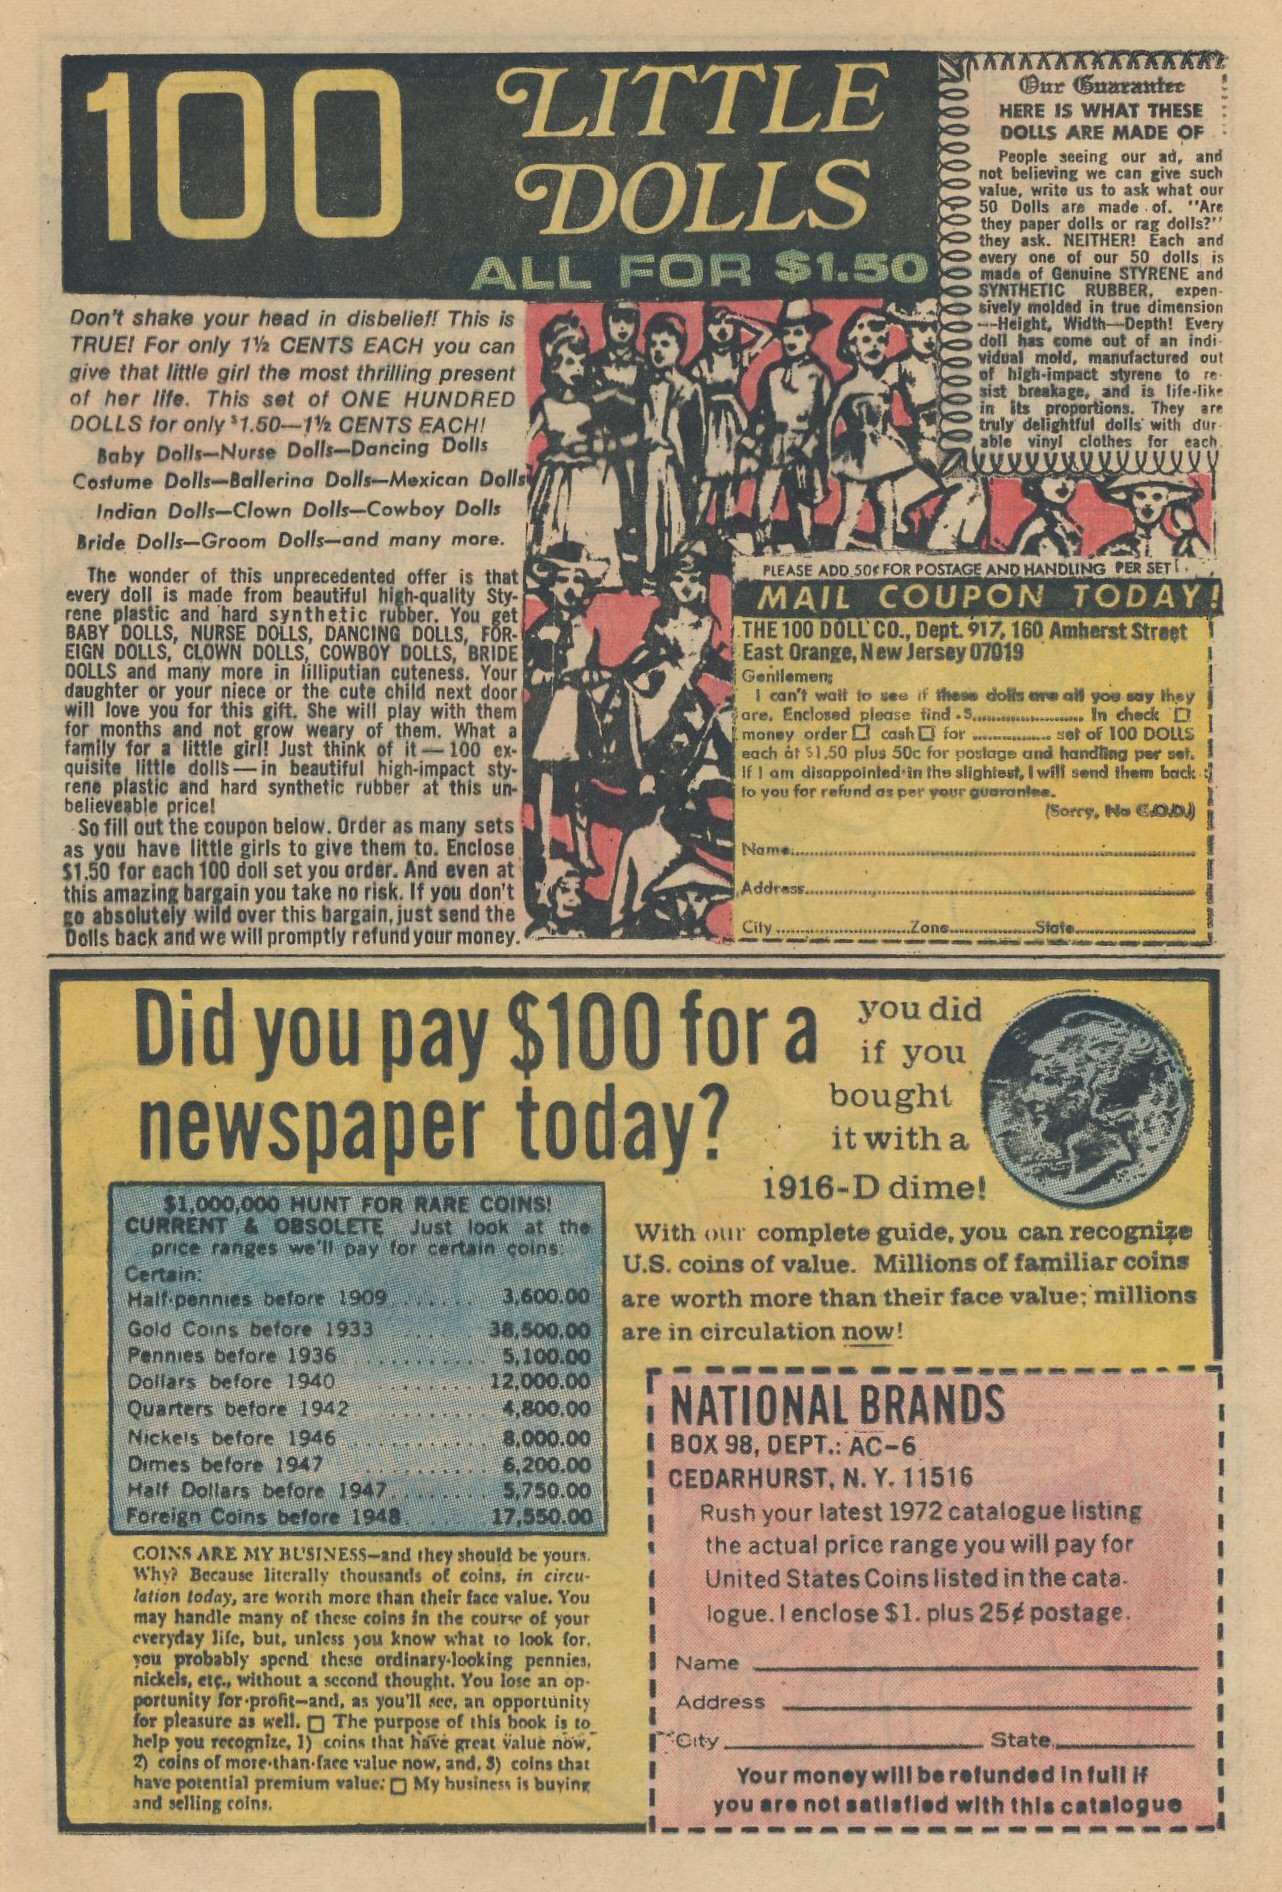 100 LITTLE
DOLLS
ALL FOR $1.50
Don't shake your head in disbelief! This is
TRUE! For only 1½ CENTS EACH you can
give that little girl the most thrilling present
of her life. This set of ONE HUNDRED
DOLLS for only $1.50—1½ CENTS EACH!
Baby Dolls—Nurse Dolls—Dancing Dolls
Costume Dolls—Ballerina Dolls—Mexican Dolls
Indian Dolls—Clown Dolls—Cowboy Dolls
Bride Dolls—Groom Dolls—and many more.
The wonder of this unprecedented offer is that
every doll is made from beautiful high-quality Sty-
rene plastic and hard synthetic rubber. You get
BABY DOLLS, NURSE DOLLS, DANCING DOLLS, FOR-
EIGN DOLLS, CLOWN DOLLS, COWBOY DOLLS, BRIDE
DOLLS and many more in lilliputian cuteness. Your
daughter or your niece or the cute child next door
will love you for this gift. She will play with them
for months and not grow weary of them. What a
family for a little girl! Just think of it—100 ex-
quisite little dolls—in beautiful high-impact sty-
rene plastic and hard synthetic rubber at this un-
believeable price!
So fill out the coupon below. Order as many sets
as you have little girls to give them to. Enclose
$1.50 for each 100 doll set you order. And even at
this amazing bargain you take no risk. If you don't
go absolutely wild over this bargain, just send the
Dolls back and we will promptly refund your money.
Our Guarantee
HERE IS WHAT THESE
DOLLS ARE MADE OF
People seeing our ad, and
not believing we can give such
value, write us to ask what our
50 Dolls are made of. "Are
they paper dolls or rag dolls?"
they ask. NEITHER! Each and
every one of our 50 dolls is
made of Genuine STYRENE and
SYNTHETIC RUBBER, expen-
sively molded in true dimension
—Height, Width—Depth! Every
doll has come out of an indi-
vidual mold, manufactured out
of high-impact styrene to re-
sist breakage, and is life-like
in its proportions. They are
truly delightful dolls with dur-
able vinyl clothes for each.
PLEASE ADD 50¢ FOR POSTAGE AND HANDLING PER SET!
MAIL COUPON TODAY!
THE 100 DOLL CO., Dept. 917, 160 Amherst Street
East Orange, New Jersey 07019
Gentlemen:
I can't wait to see if these dolls are all you say they
are. Enclosed please find $........................ in check ☐
money order ☐ cash ☐ for ................ set of 100 DOLLS
each at $1.50 plus 50c for postage and handling per set.
If I am disappointed in the slightest, I will send them back
to you for refund as per your guarantee.
(Sorry, No C.O.D.)
Name
Address
City Zone State
Did you pay $100 for a
newspaper today?
you did
if you
bought
it with a
1916-D dime!
$1,000,000 HUNT FOR RARE COINS!
CURRENT & OBSOLETE Just look at the
price ranges we'll pay for certain coins:
Certain:
Half-pennies before 1909 ....... 3,600.00
Gold Coins before 1933 ..... 38,500.00
Pennies before 1936 ........... 5,100.00
Dollars before 1940 ......... 12,000.00
Quarters before 1942 .......... 4,800.00
Nickels before 1946 ............ 8,000.00
Dimes before 1947 ........... 6,200.00
Half Dollars before 1947 ........ 5,750.00
Foreign Coins before 1948 ..... 17,550.00
COINS ARE MY BUSINESS—and they should be yours.
Why? Because literally thousands of coins, in circu-
lation today, are worth more than their face value. You
may handle many of these coins in the course of your
everyday life, but, unless you know what to look for,
you probably spend these ordinary-looking pennies,
nickels, etc., without a second thought. You lose an op-
portunity for profit—and, as you'll see, an opportunity
for pleasure as well. ☐ The purpose of this book is to
help you recognize, 1) coins that have great value now,
2) coins of more-than-face value now, and, 3) coins that
have potential premium value; ☐ My business is buying
and selling coins.
With our complete guide, you can recognize
U.S. coins of value. Millions of familiar coins
are worth more than their face value; millions
are in circulation now!
NATIONAL BRANDS
BOX 98, DEPT.: AC-6
CEDARHURST, N. Y. 11516
Rush your latest 1972 catalogue listing
the actual price range you will pay for
United States Coins listed in the cata-
logue. I enclose $1. plus 25¢ postage.
Name
Address
City State
Your money will be refunded in full if
you are not satisfied with this catalogue